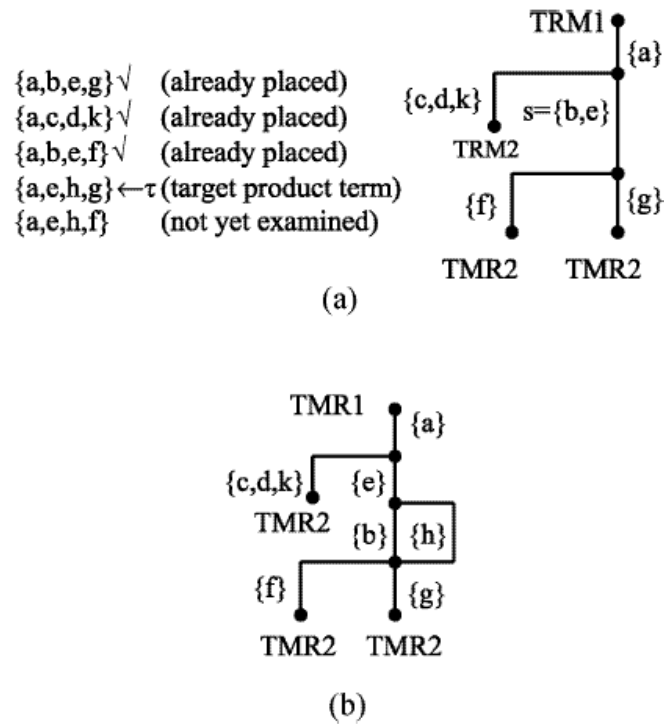 TRM1
{a}
{a,b,e,g}√ (already placed)
{a,c,d,k}√ (already placed)
{a,b,e,f}√ (already placed)
{a,e,h,g}←τ (target product term)
{a,e,h,f} (not yet examined)
{c,d,k}
s={b,e}
TRM2
{f}
{g}
TMR2
TMR2
(a)
TMR1
{a}
{c,d,k}
{e}
TMR2
{b}
{h}
{f}
{g}
TMR2
TMR2
(b)